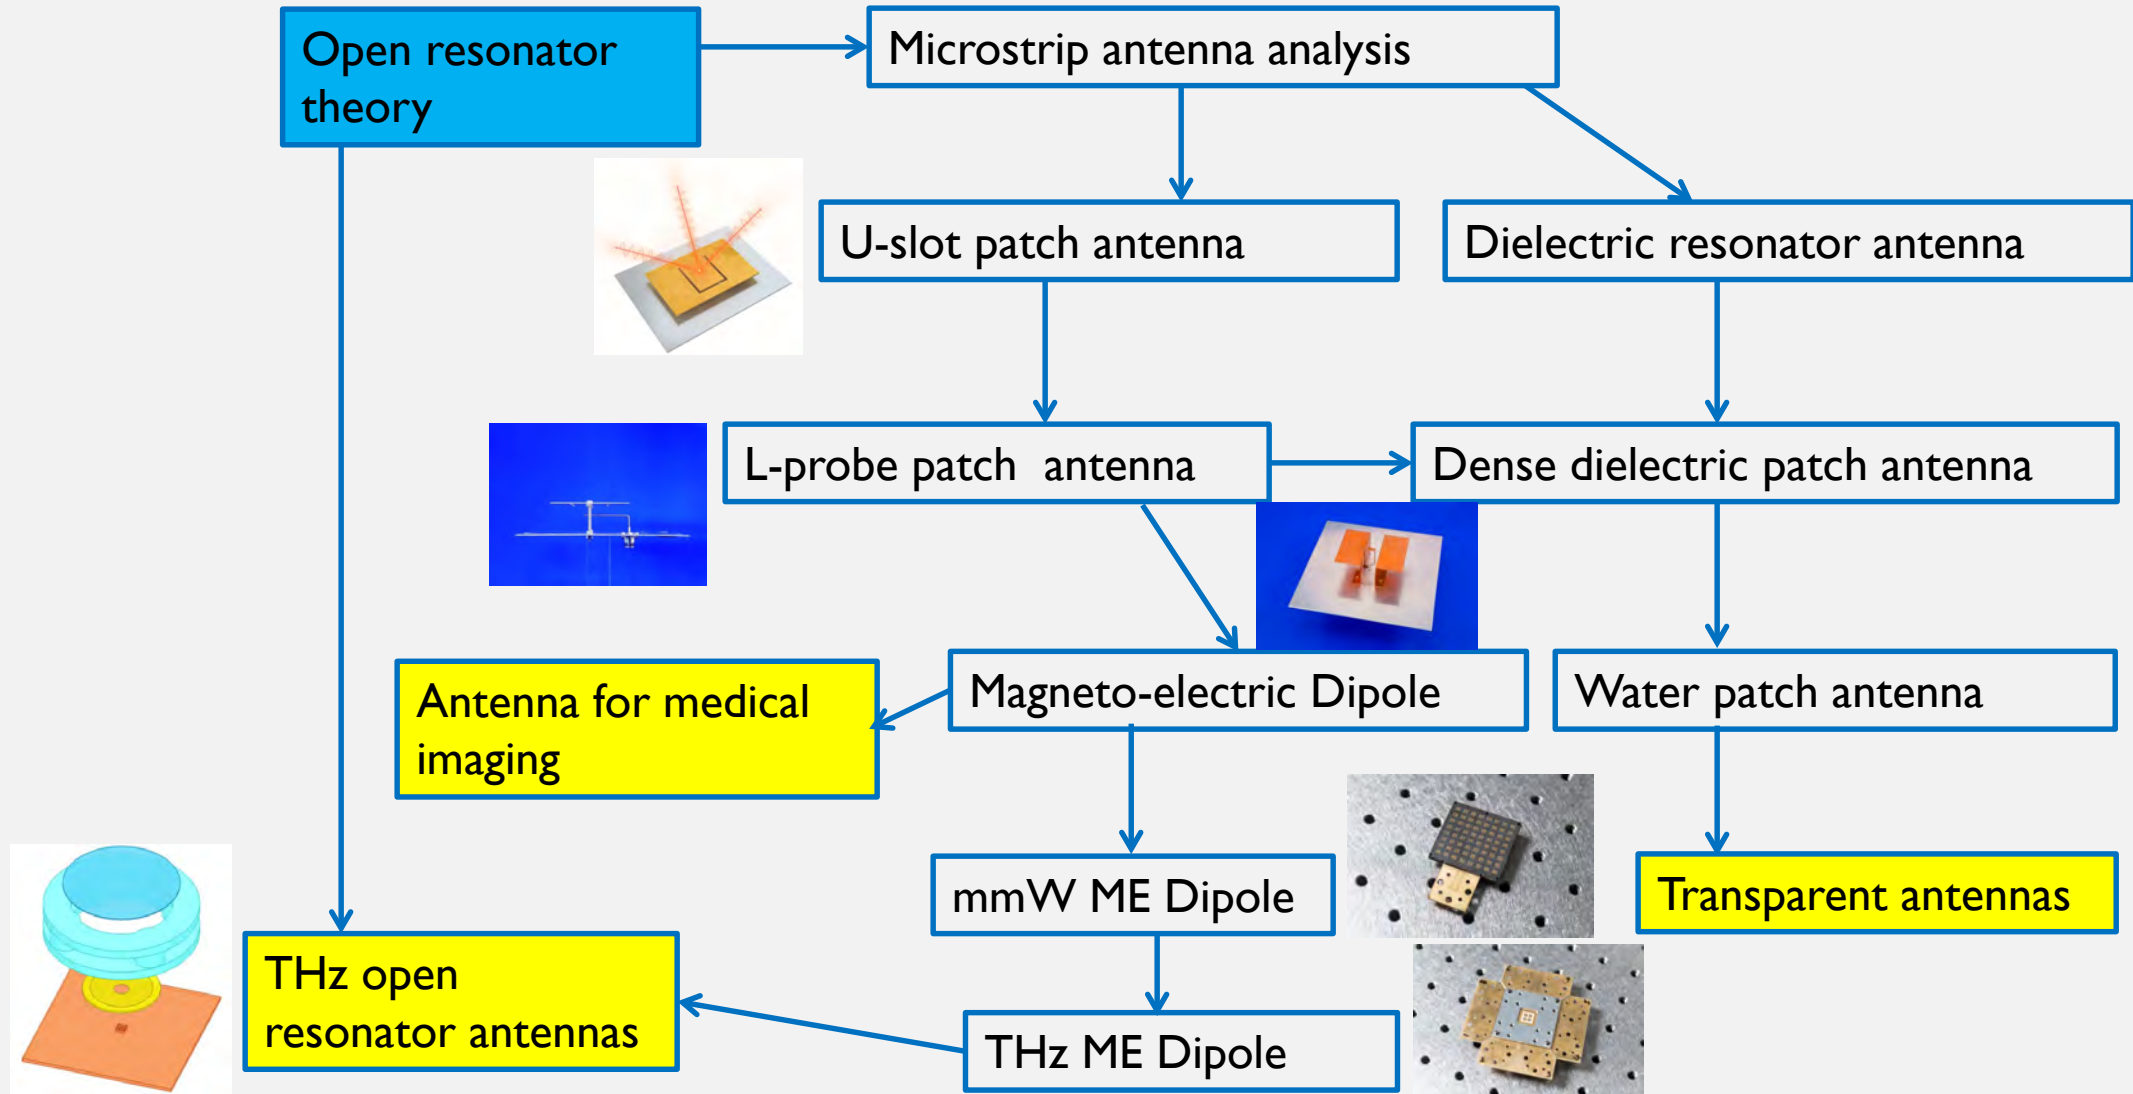 Open resonator
theory
Microstrip antenna analysis
U-slot patch antenna
Dielectric resonator antenna
L-probe patch antenna
Dense dielectric patch antenna
Antenna for medical
imaging
Magneto-electric Dipole
Water patch antenna
mmW ME Dipole
Transparent antennas
THz open
resonator antennas
THz ME Dipole